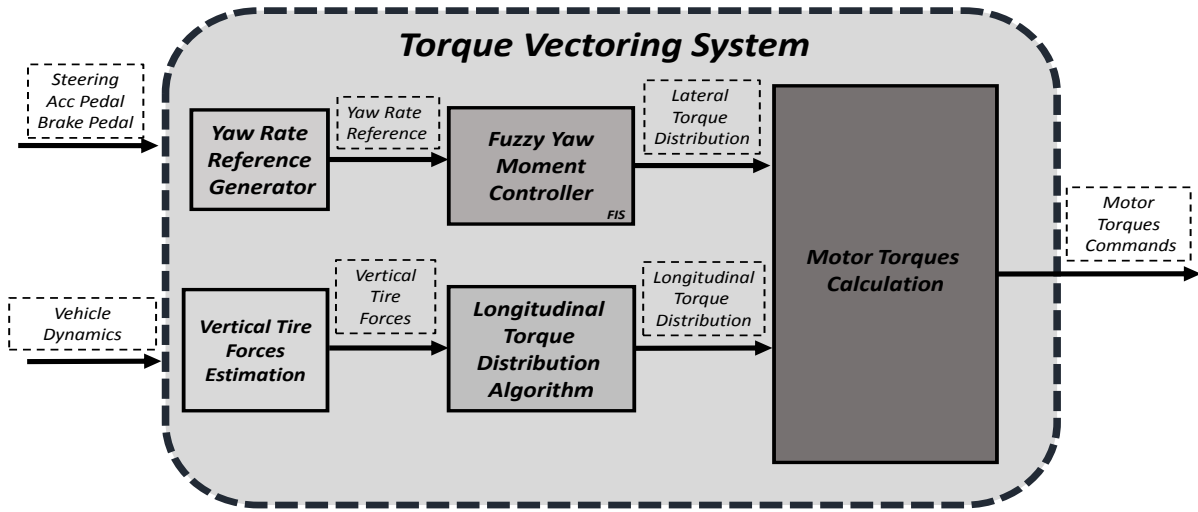 Torque Vectoring System
Steering
Acc Pedal
Brake Pedal
Yaw Rate
Reference
Generator
Yaw Rate
Reference
Fuzzy Yaw
Moment
Controller
FIS
Lateral
Torque
Distribution
Motor Torques
Calculation
Motor
Torques
Commands
Vehicle
Dynamics
Vertical Tire
Forces
Estimation
Vertical
Tire
Forces
Longitudinal
Torque
Distribution
Algorithm
Longitudinal
Torque
Distribution